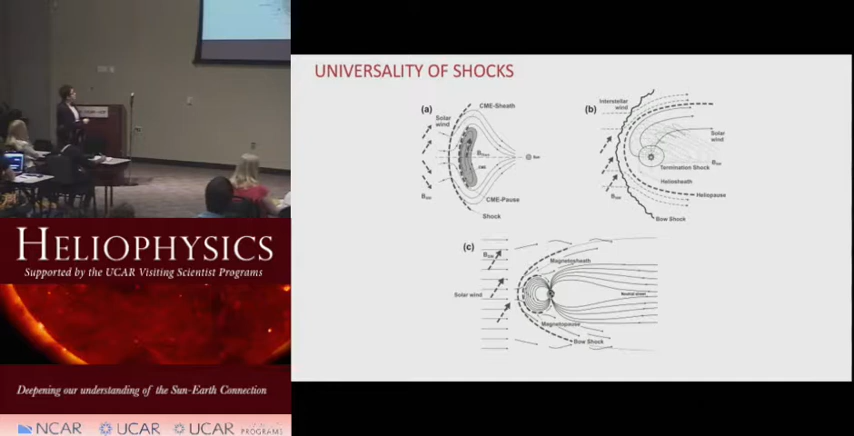 UNIVERSALITY OF SHOCKS
(a)
CME-Sheath
Solar
wind
CME
Sun
CME-Pause
Shock
(b)
Interstellar
wind
Solar
wind
Termination Shock
Heliosheath
Heliopause
Bow Shock
(c)
Magnetosheath
Solar wind
Magnetopause
Bow Shock
HELIOPHYSICS
Supported by the UCAR Visiting Scientist Programs
Deepening our understanding of the Sun-Earth Connection
NCAR
UCAR
UCAR
PROGRAMS